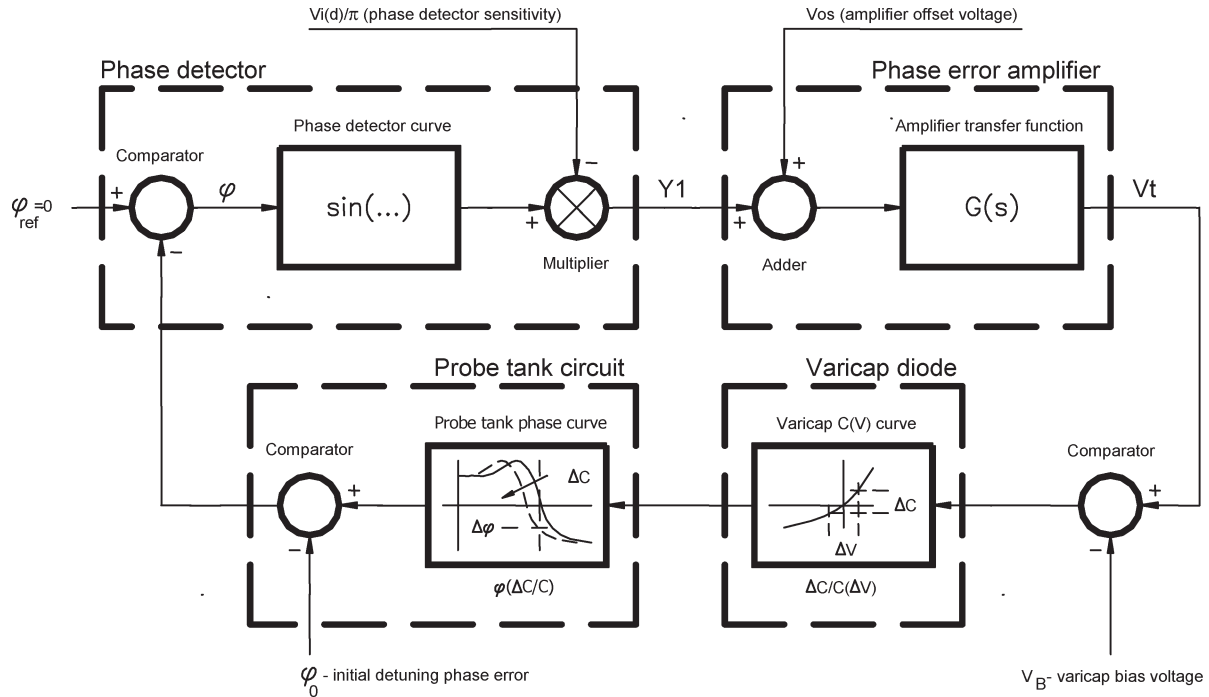 Vi(d)/π (phase detector sensitivity)
Vos (amplifier offset voltage)
Phase detector
Phase error amplifier
Phase detector curve
Amplifier transfer function
Comparator
φ
ref
=0
+
φ
sin(...)
−
+
Y1
+
+
G(s)
Vt
−
Multiplier
Adder
Probe tank circuit
Varicap diode
Probe tank phase curve
Varicap C(V) curve
Comparator
Comparator
ΔC
Δφ
ΔC
ΔV
+
−
+
−
φ(ΔC/C)
ΔC/C(ΔV)
φ0 - initial detuning phase error
VB- varicap bias voltage